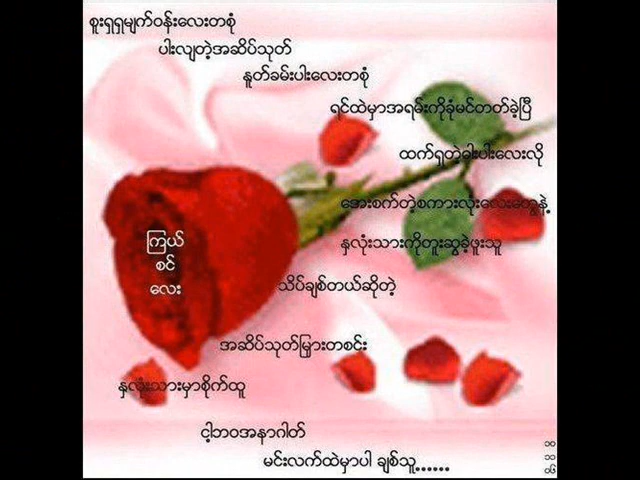 စူးရှရှမျက်ဝန်းလေးတစုံ
ပါးလျတဲ့အဆိပ်သုတ်
နူတ်ခမ်းပါးလေးတစုံ
ရင်ထဲမှာအရမ်းကိုခုံမင်တတ်ခဲ့ပြီ
ထက်ရှတဲ့ဓါးပါးလေးလို
အေးစက်တဲ့စကားလုံးလေးတွေနဲ့
နှလုံးသားကိုတူးဆွခဲ့ဖူးသူ
ကြယ်
စင်
လေး
သိပ်ချစ်တယ်ဆိုတဲ့
အဆိပ်သုတ်မြှားတစင်း
နှလုံးသားမှာစိုက်ထူ
ငါ့ဘဝအနာဂါတ်
မင်းလက်ထဲမှာပါ ချစ်သူ......